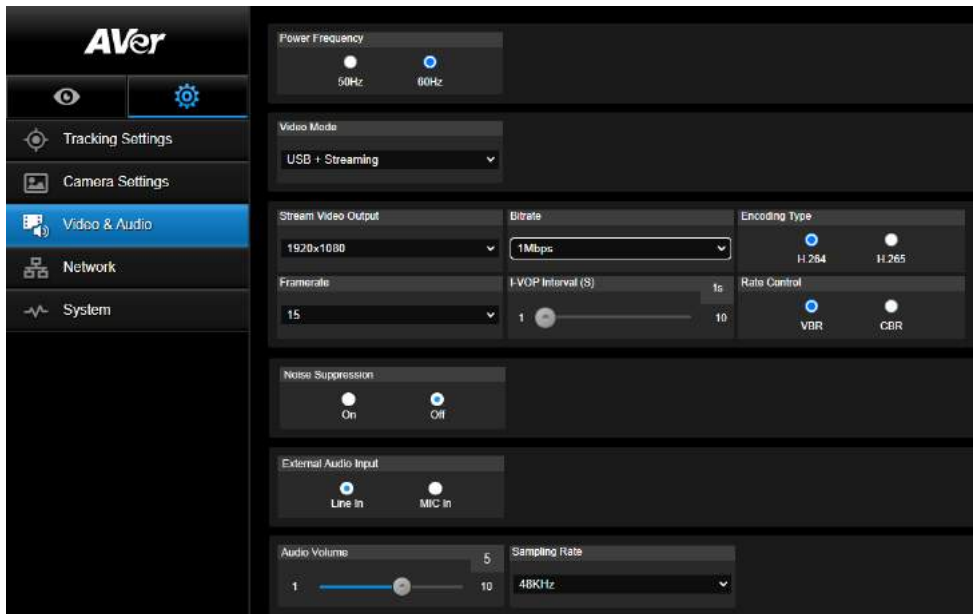 AVer
Tracking Settings
Camera Settings
Video & Audio
Network
System
Power Frequency
50Hz 60Hz
Video Mode
USB + Streaming
Stream Video Output Bitrate Encoding Type
1920x1080 1Mbps H.264 H.265
Framerate I-VOP Interval (S) 1s Rate Control
15 1 10 VBR CBR
Noise Suppression
On Off
External Audio Input
Line In MIC In
Audio Volume 5 Sampling Rate
1 10 48KHz